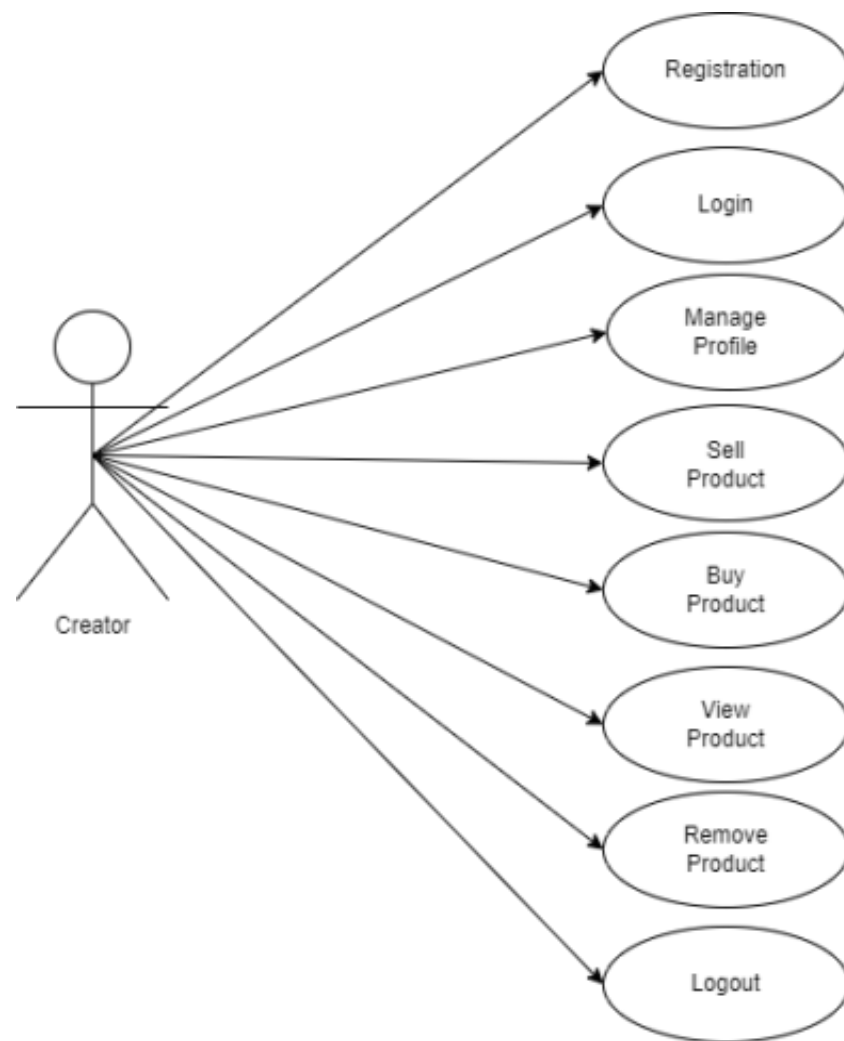 Registration
Login
Manage
Profile
Sell
Product
Buy
Product
Creator
View
Product
Remove
Product
Logout